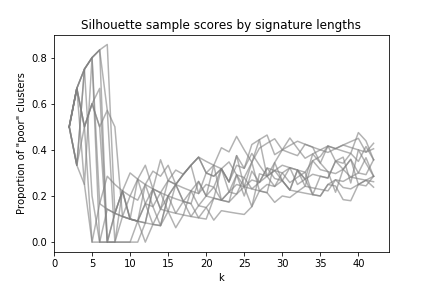 Silhouette sample scores by signature lengths
Proportion of "poor" clusters
0.8
0.6
0.4
0.2
0.0
0 5 10 15 20 25 30 35 40
k